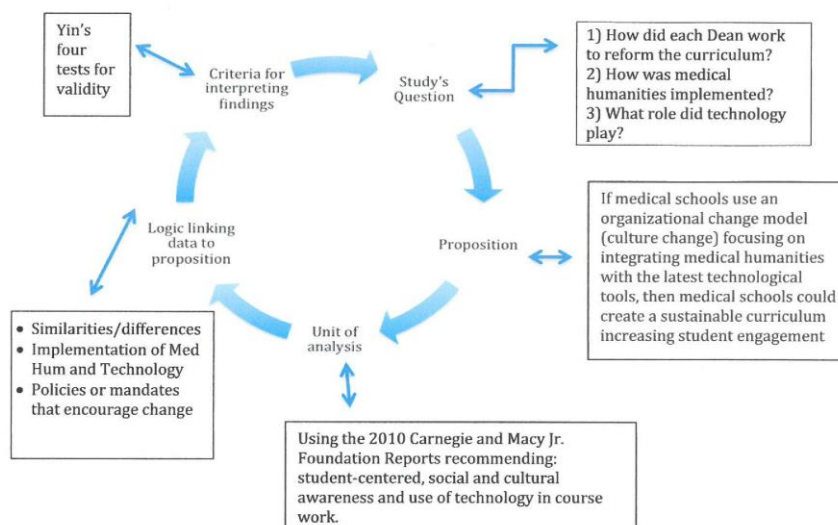 Yin's
four
tests for
validity
Criteria for
interpreting
findings
Study's
Question
1) How did each Dean work
to reform the curriculum?
2) How was medical
humanities implemented?
3) What role did technology
play?
Logic linking
data to
proposition
Proposition
If medical schools use an
organizational change model
(culture change) focusing on
integrating medical humanities
with the latest technological
tools, then medical schools could
create a sustainable curriculum
increasing student engagement
Unit of
analysis
• Similarities/differences
• Implementation of Med
Hum and Technology
• Policies or mandates
that encourage change
Using the 2010 Carnegie and Macy Jr.
Foundation Reports recommending:
student-centered, social and cultural
awareness and use of technology in course
work.